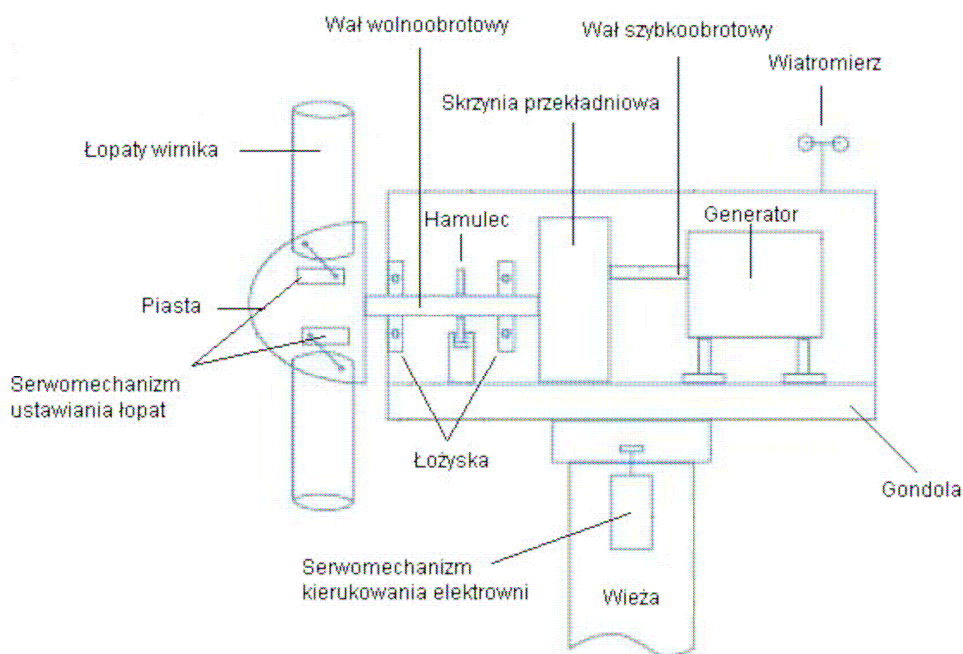 Wał wolnoobrotowy
Wał szybkoobrotowy
Wiatromierz
Skrzynia przekładniowa
Łopaty wirnika
Hamulec
Generator
Piasta
Serwomechanizm
ustawiania łopat
Łożyska
Gondola
Serwomechanizm
kierukowania elektrowni
Wieża